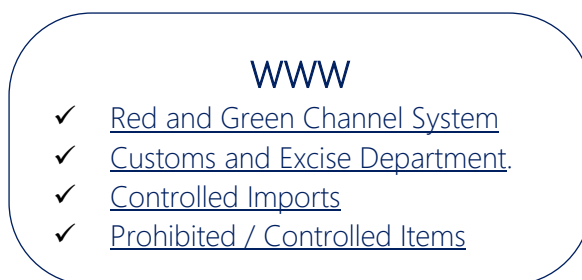 WWW
✓ Red and Green Channel System
✓ Customs and Excise Department.
✓ Controlled Imports
✓ Prohibited / Controlled Items